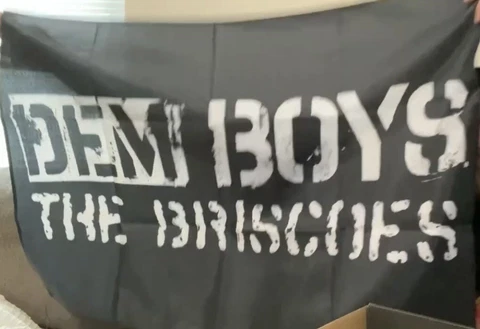 DEM BOYS
THE BRISCOES